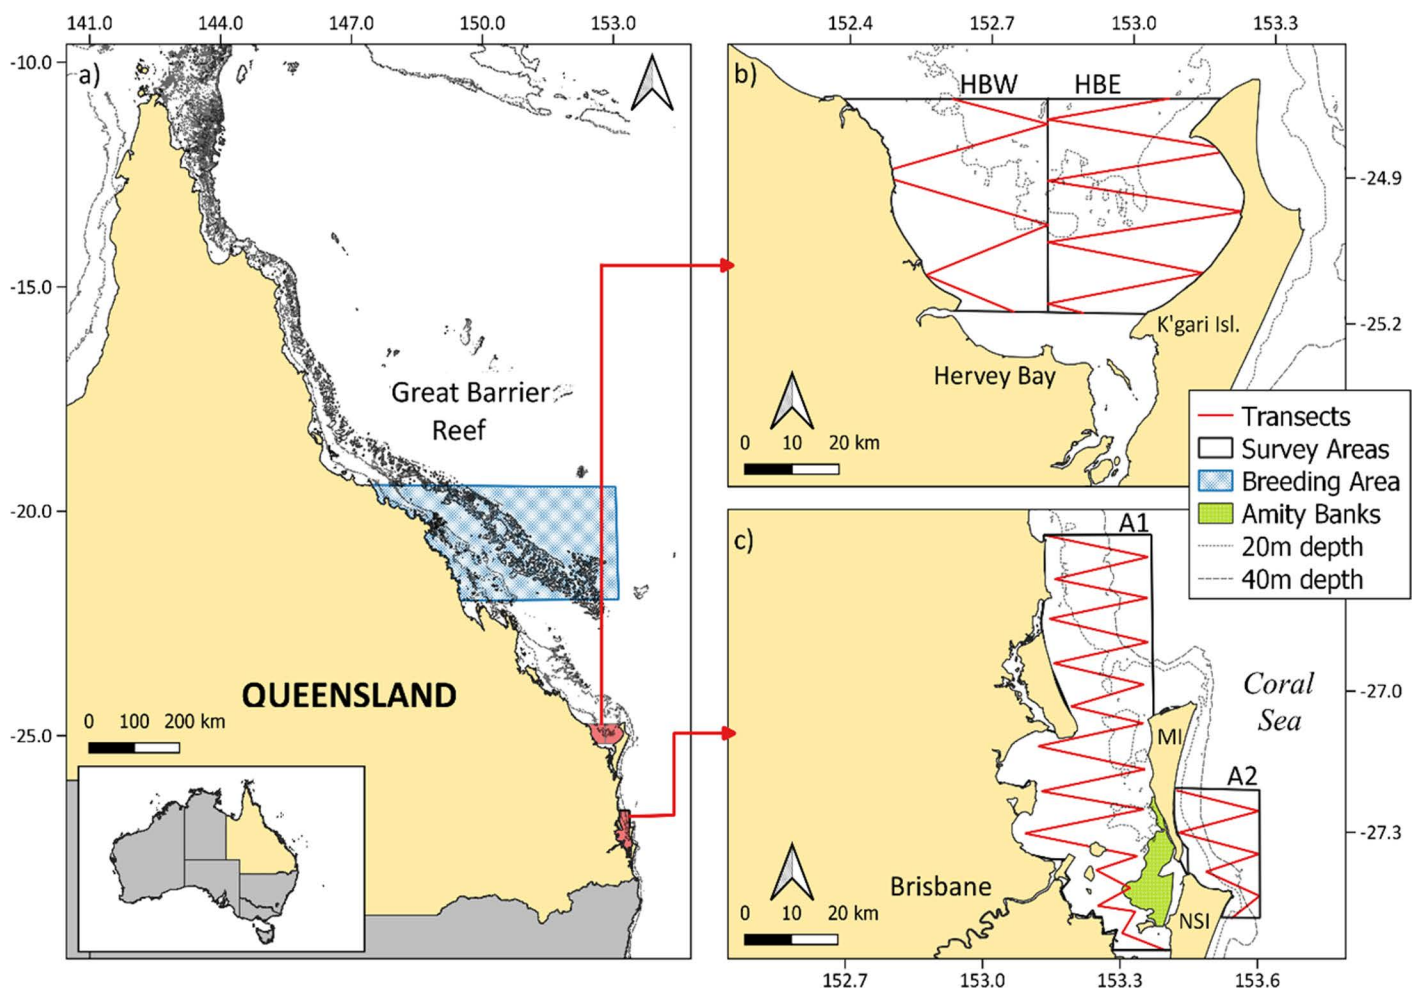 141.0 144.0 147.0 150.0 153.0
-10.0
-15.0
-20.0
-25.0
a)
Great Barrier
Reef
QUEENSLAND
0 100 200 km
152.4 152.7 153.0 153.3
b)
HBW HBE
-24.9
-25.2
K'gari Isl.
Hervey Bay
0 10 20 km
Transects
Survey Areas
Breeding Area
Amity Banks
20m depth
40m depth
c)
A1
Coral
Sea
-27.0
MI
A2
-27.3
Brisbane
NSI
0 10 20 km
152.7 153.0 153.3 153.6